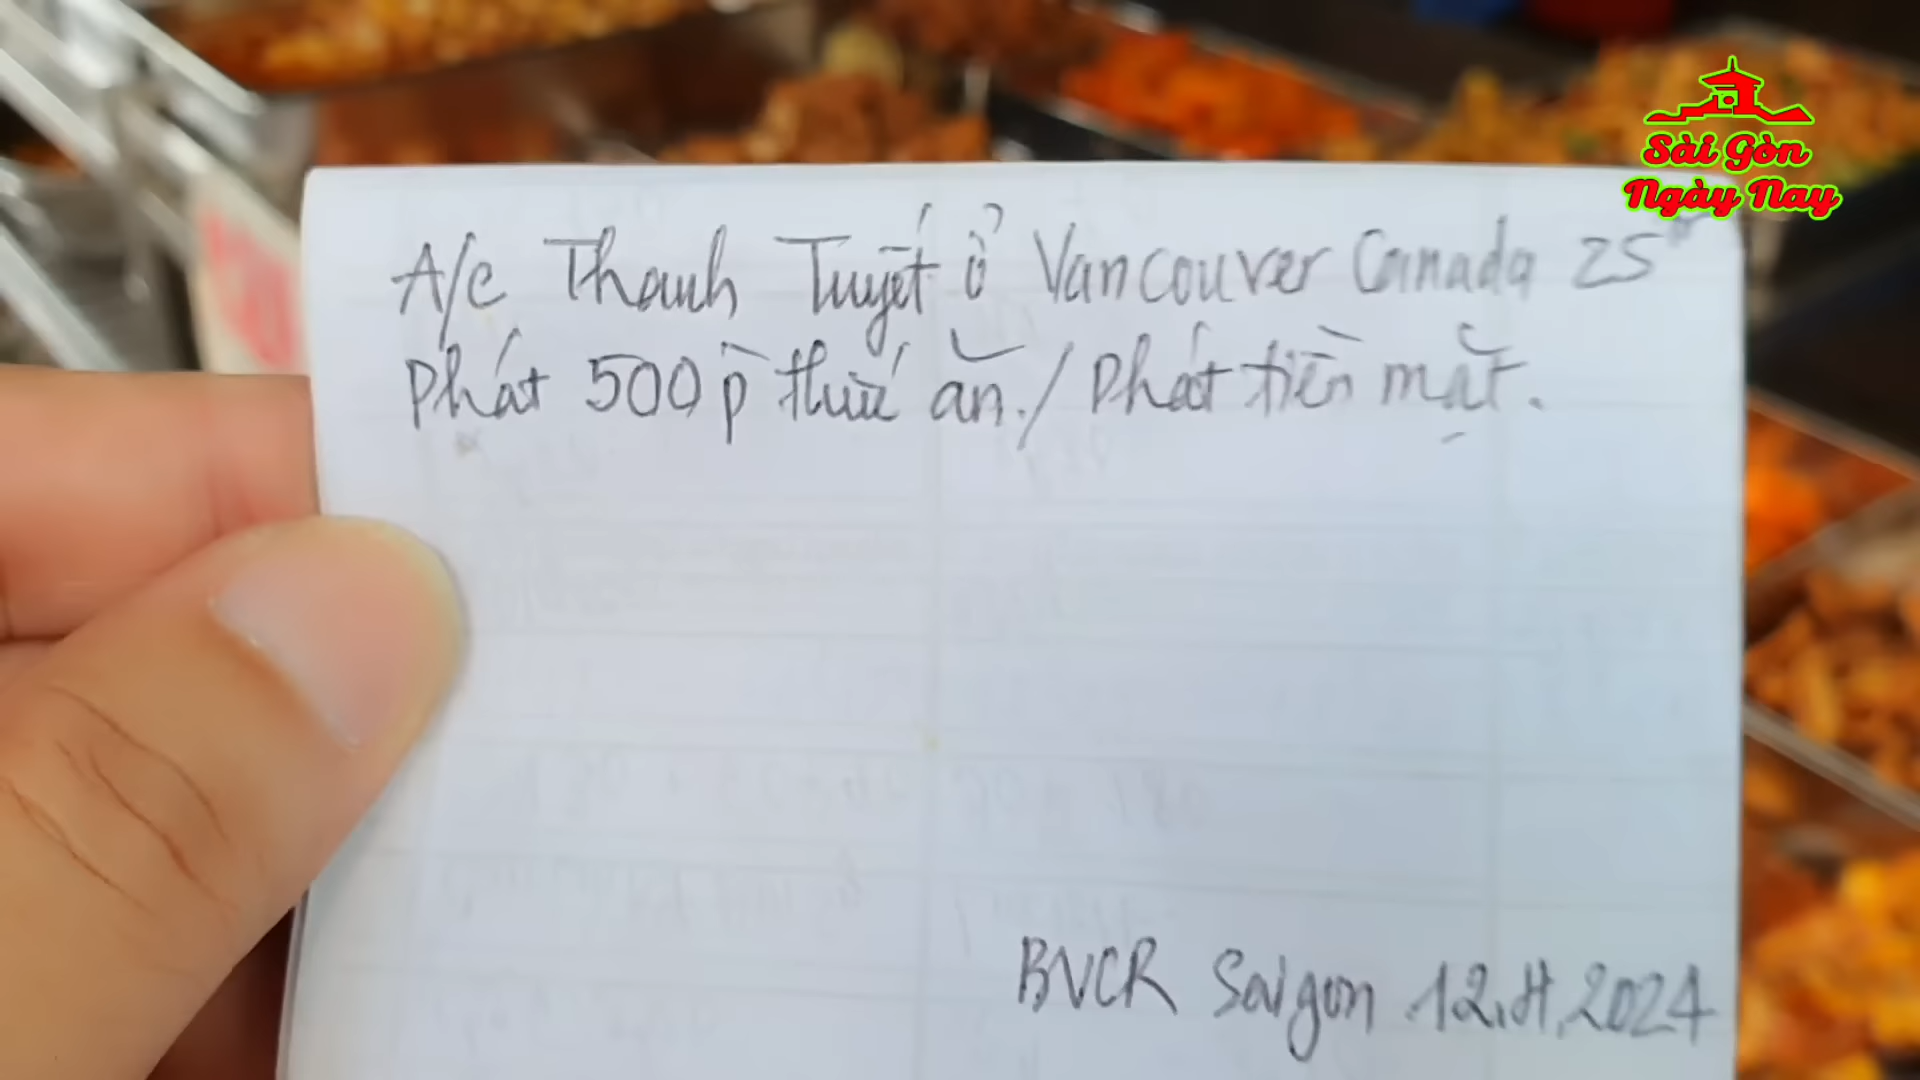 Sài Gòn
Ngày Nay
A/c Thanh Tuyết ở Vancouver Canada 25tr
Phát 500 p thức ăn./ Phát tiền mặt.
BVCR Saigon 12.11.2024